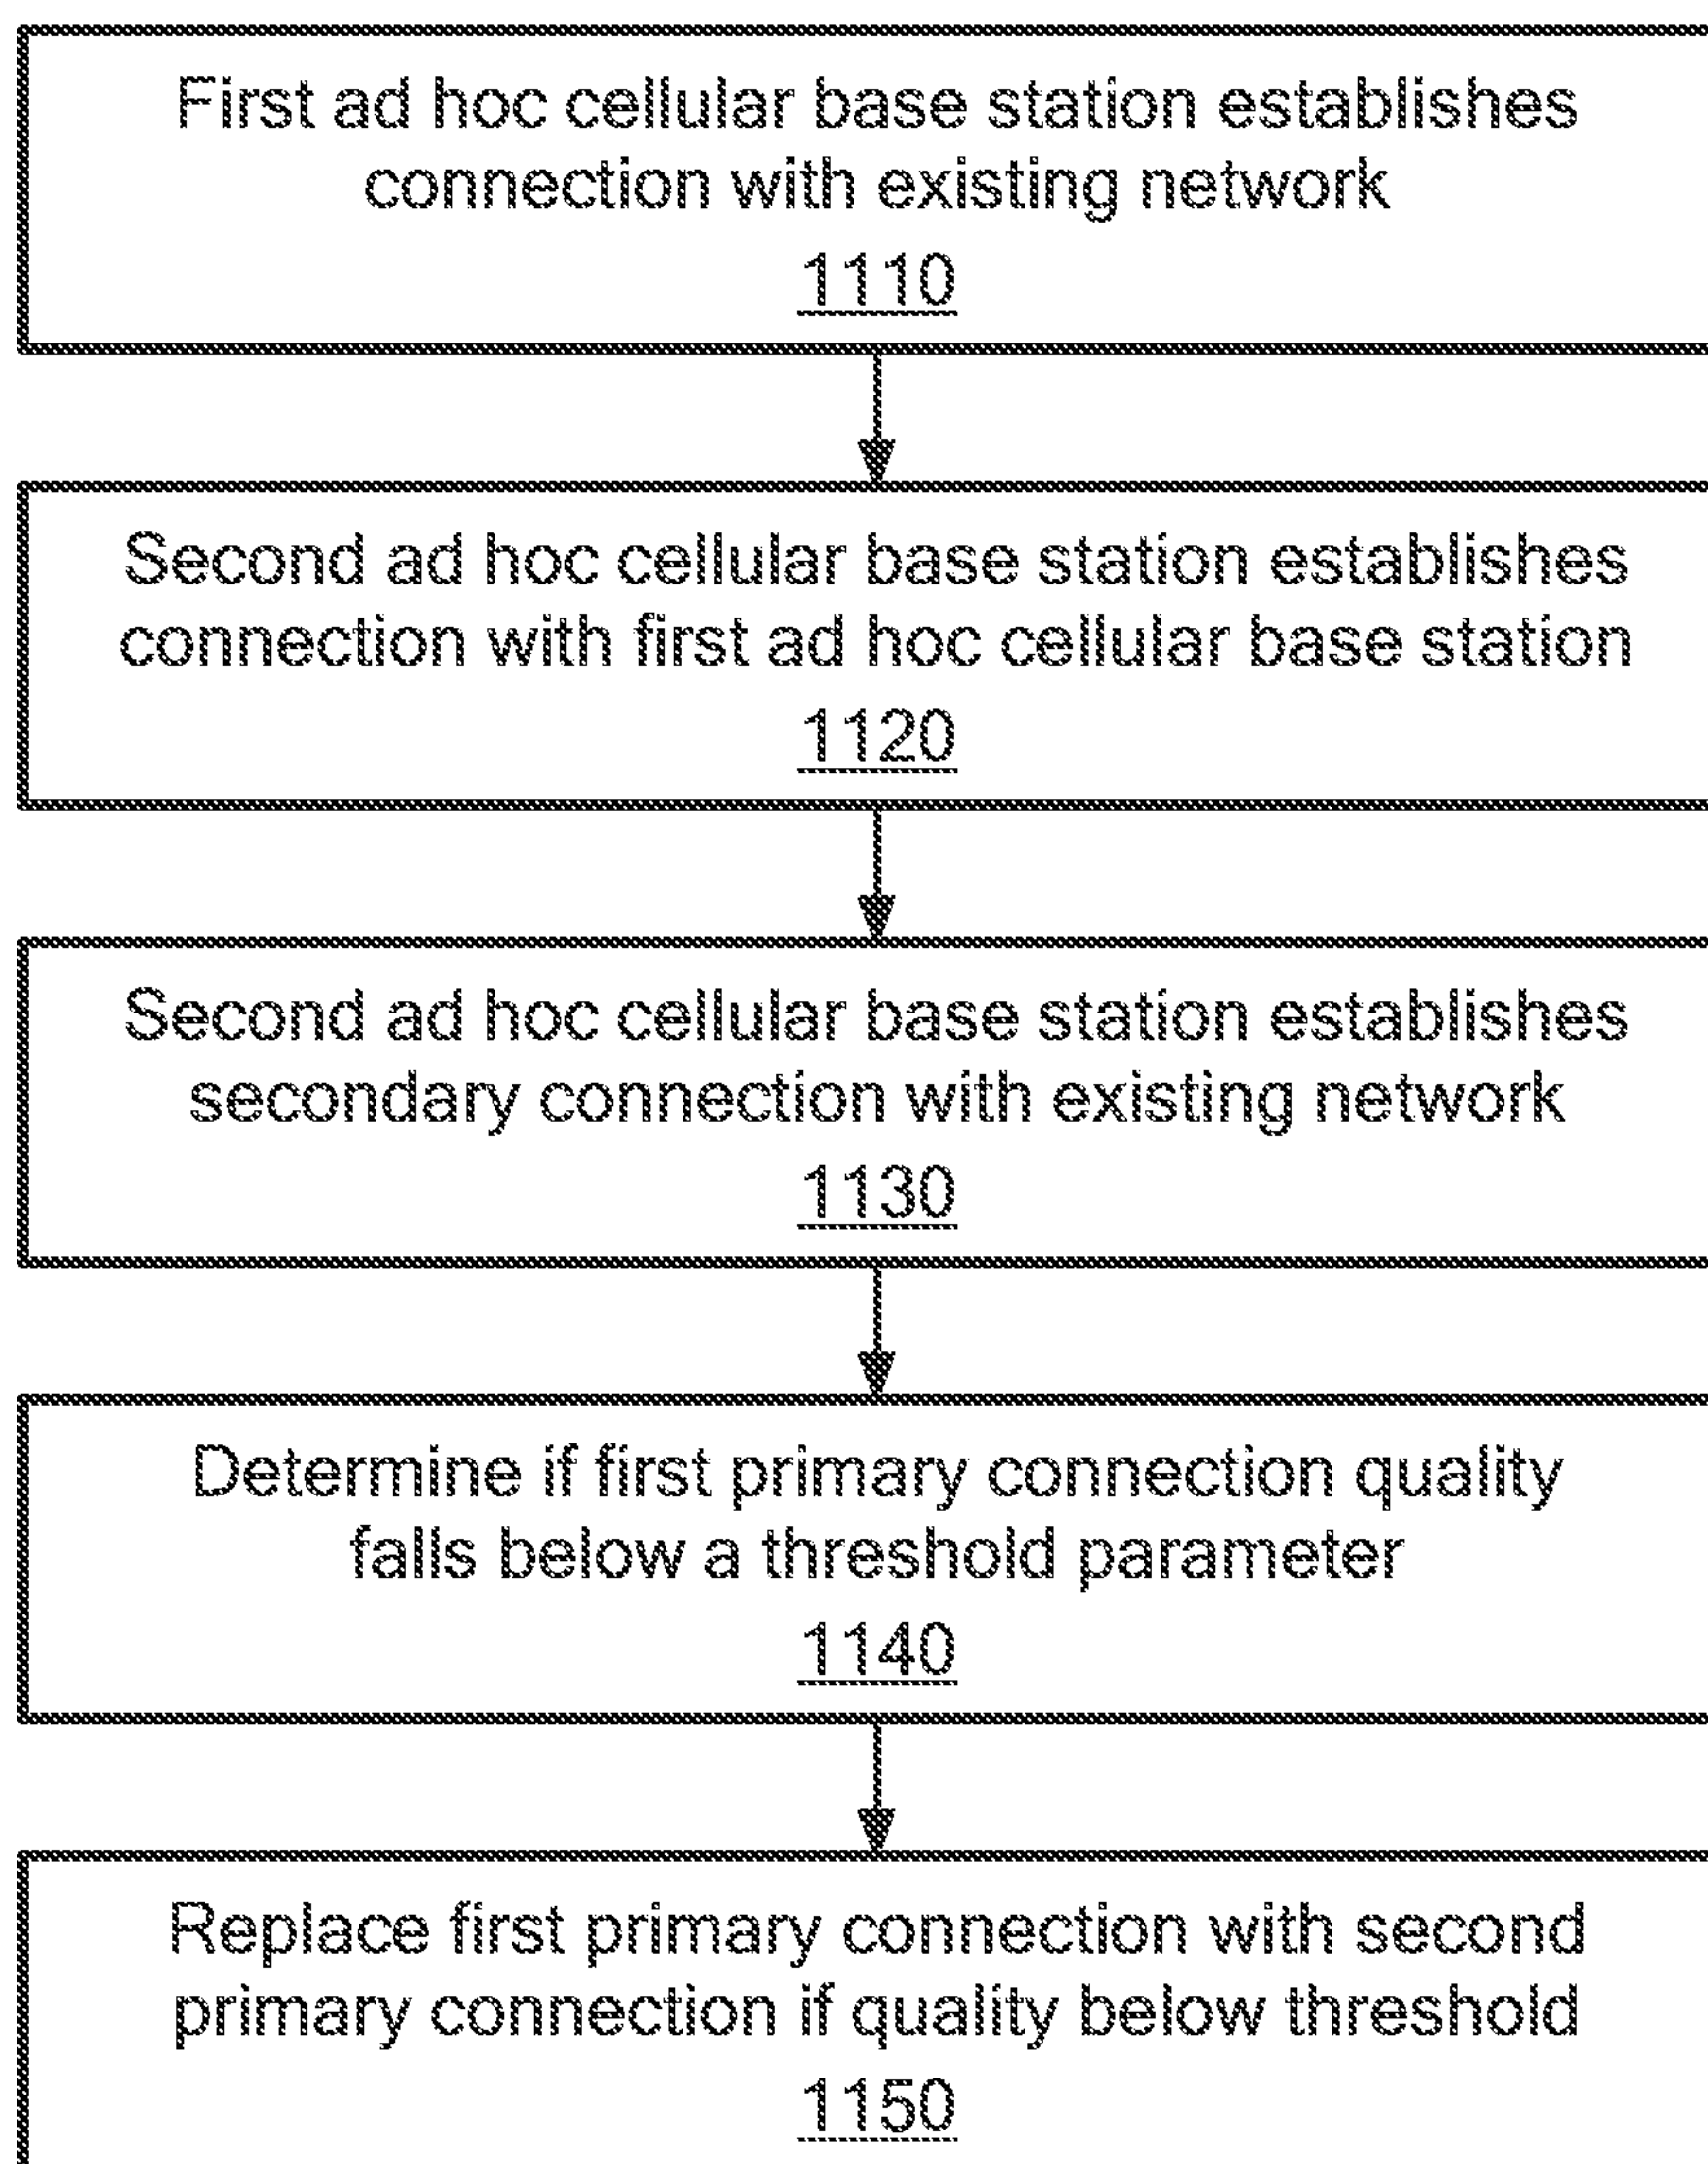 First ad hoc cellular base station establishes
connection with existing network
1110
Second ad hoc cellular base station establishes
connection with first ad hoc cellular base station
1120
Second ad hoc cellular base station establishes
secondary connection with existing network
1130
Determine if first primary connection quality
falls below a threshold parameter
1140
Replace first primary connection with second
primary connection if quality below threshold
1150